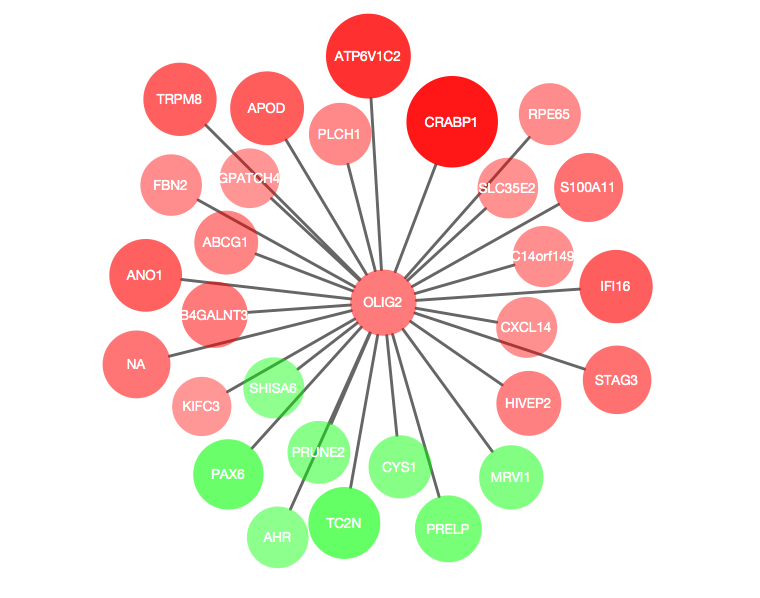 ATP6V1C2
TRPM8
APOD
CRABP1
RPE65
PLCH1
FBN2
GPATCH4
SLC35E2
S100A11
ABCG1
C14orf149
ANO1
IFI16
OLIG2
B4GALNT3
CXCL14
NA
STAG3
SHISA6
KIFC3
HIVEP2
PRUNE2
CYS1
PAX6
MRVI1
TC2N
PRELP
AHR